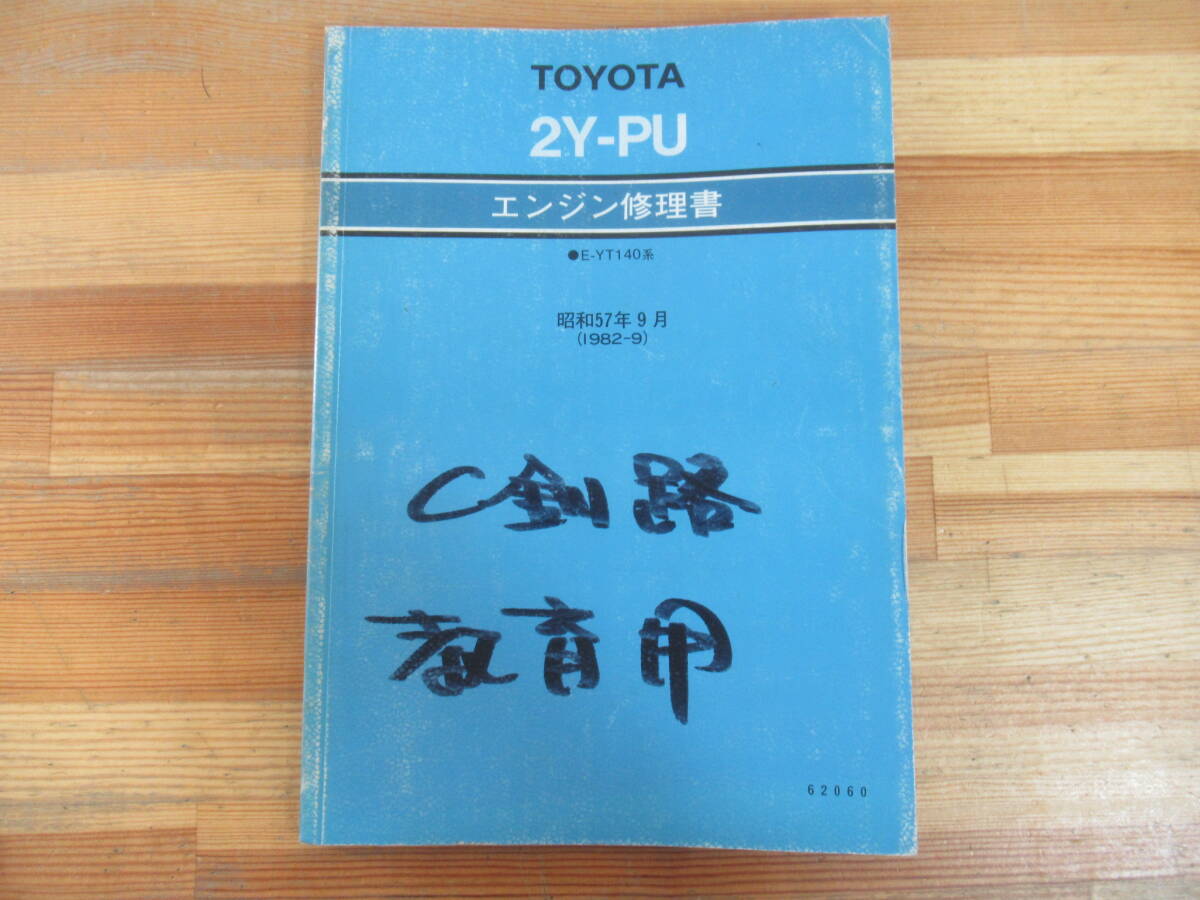 TOYOTA
2Y-PU
エンジン修理書
●E-YT140系
昭和57年9月
(1982-9)
C釧路
教育用
62060